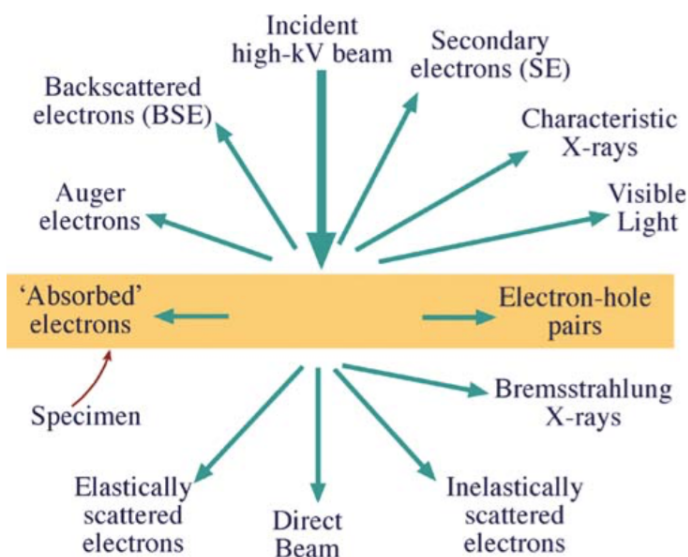 Incident
high-kV beam
Secondary
electrons (SE)
Backscattered
electrons (BSE)
Characteristic
X-rays
Auger
electrons
Visible
Light
‘Absorbed’
electrons
Electron-hole
pairs
Specimen
Bremsstrahlung
X-rays
Elastically
scattered
electrons
Direct
Beam
Inelastically
scattered
electrons